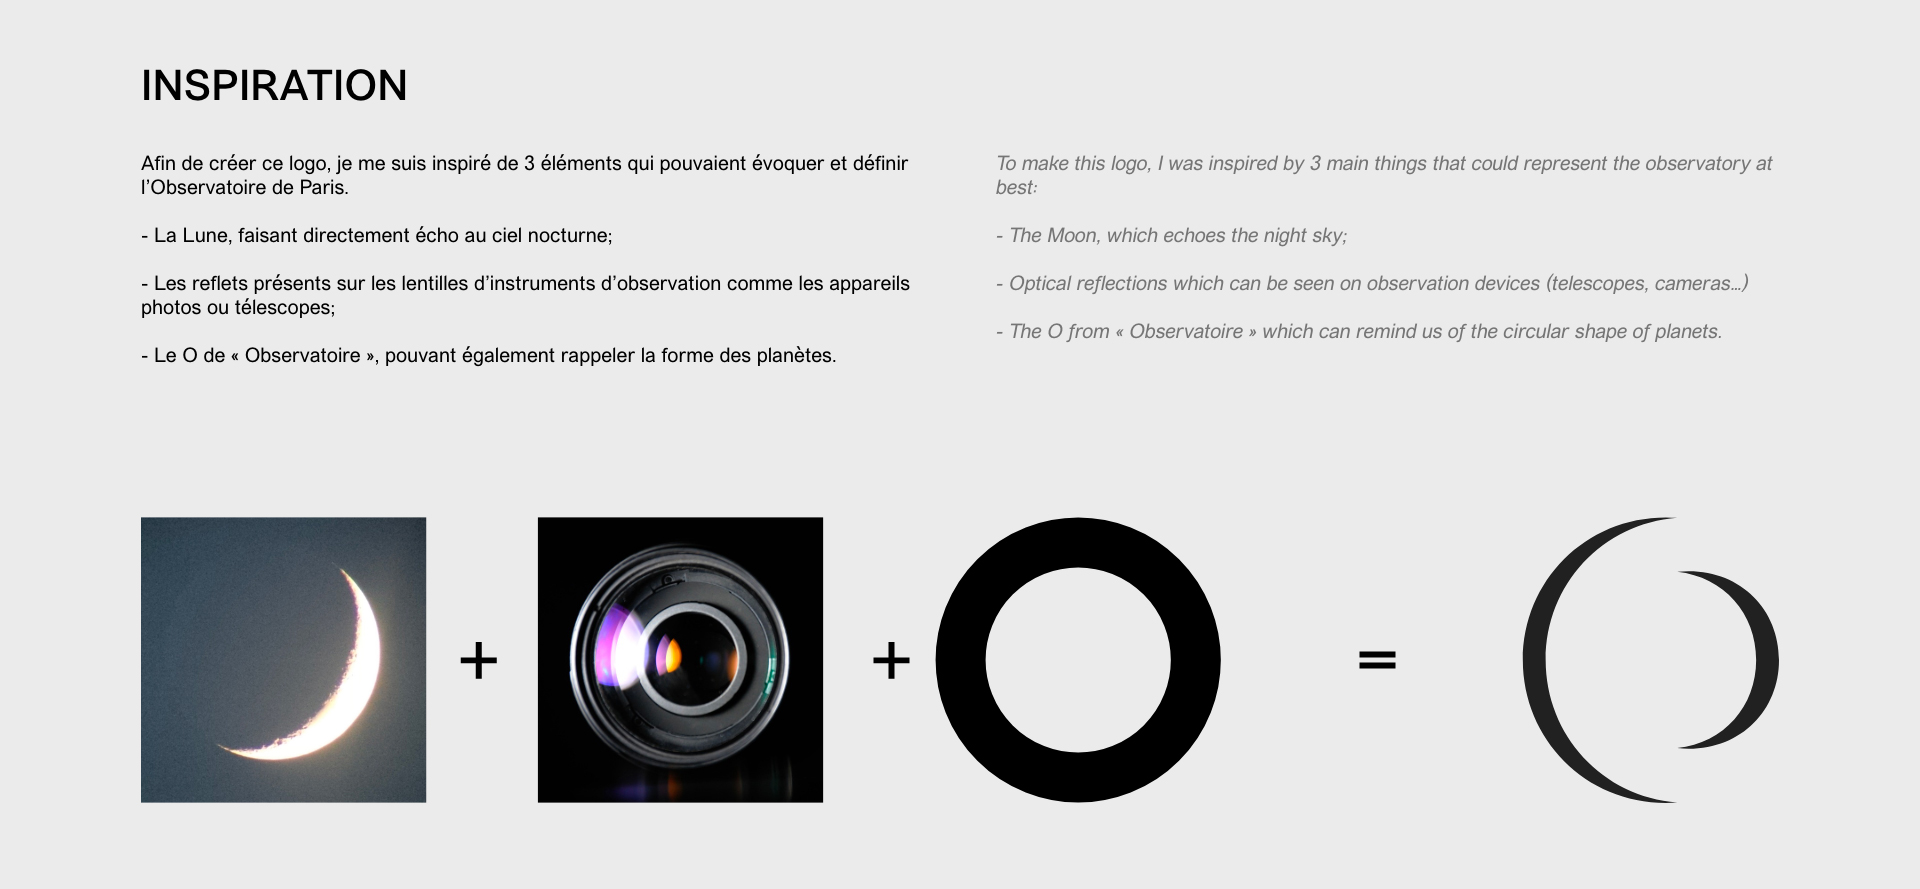 INSPIRATION
Afin de créer ce logo, je me suis inspiré de 3 éléments qui pouvaient évoquer et définir
l’Observatoire de Paris.
- La Lune, faisant directement écho au ciel nocturne;
- Les reflets présents sur les lentilles d’instruments d’observation comme les appareils
photos ou télescopes;
- Le O de « Observatoire », pouvant également rappeler la forme des planètes.
To make this logo, I was inspired by 3 main things that could represent the observatory at
best:
- The Moon, which echoes the night sky;
- Optical reflections which can be seen on observation devices (telescopes, cameras...)
- The O from « Observatoire » which can remind us of the circular shape of planets.
+ + =